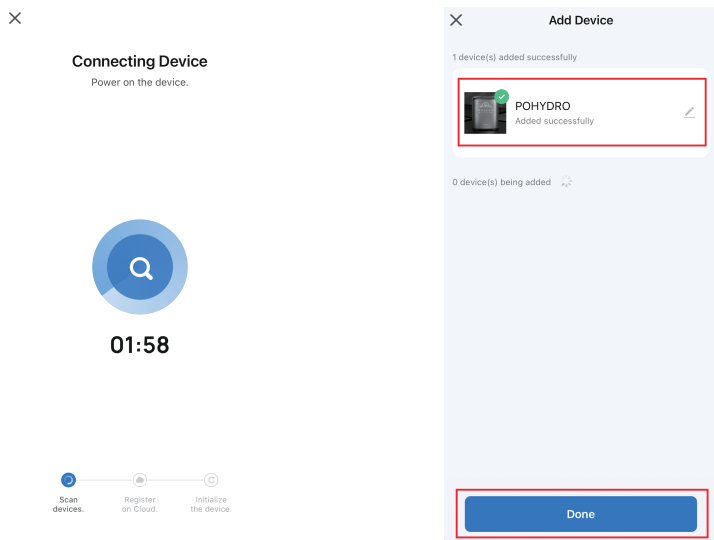 Connecting Device
Power on the device.
01:58
Scan
devices.
Register
on Cloud.
Initialize
the device.
Add Device
1 device(s) added successfully
POHYDRO
Added successfully
0 device(s) being added
Done